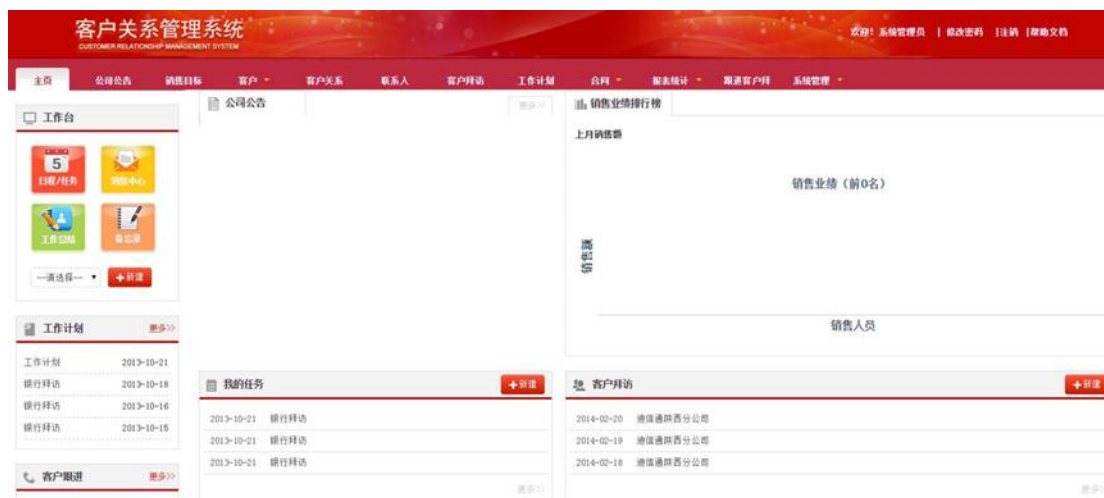 客户关系管理系统
CUSTOMER RELATIONSHIP MANAGEMENT SYSTEM
欢迎! 系统管理员 | 修改密码 |注销 |帮助文档
主页 公司公告 销售目标 客户 客户关系 联系人 客户拜访 工作计划 合同 报表统计 跟进客户拜 系统管理
工作台
5
日程/任务 消息中心
工作总结 备忘录
--请选择-- +新建
工作计划 更多>>
工作计划 2013-10-21
银行拜访 2013-10-18
银行拜访 2013-10-16
银行拜访 2013-10-15
客户跟进 更多>>
公司公告 更多>>
销售业绩排行榜
上月销售额
销售业绩（前0名）
销售额
销售人员
我的任务 +新建
2013-10-21 银行拜访
2013-10-21 银行拜访
2013-10-21 银行拜访
更多>>
客户拜访 +新建
2014-02-20 迪信通陕西分公司
2014-02-19 迪信通陕西分公司
2014-02-18 迪信通陕西分公司
更多>>